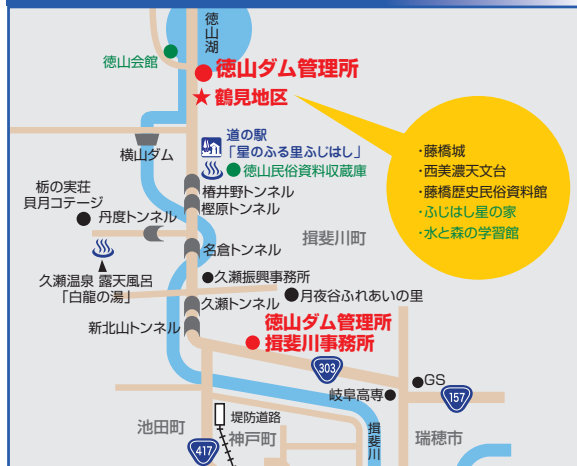 徳山湖
徳山会館
徳山ダム管理所
★鶴見地区
横山ダム
道の駅
「星のふる里ふじはし」
徳山民俗資料収蔵庫
・藤橋城
・西美濃天文台
・藤橋歴史民俗資料館
・ふじはし星の家
・水と森の学習館
栃の実荘
貝月コテージ
丹度トンネル
椿井野トンネル
樫原トンネル
揖斐川町
名倉トンネル
久瀬温泉 露天風呂
「白龍の湯」
久瀬振興事務所
月夜谷ふれあいの里
久瀬トンネル
新北山トンネル
徳山ダム管理所
揖斐川事務所
303
GS
岐阜高専
157
池田町
堤防道路
神戸町
417
揖斐川
瑞穂市